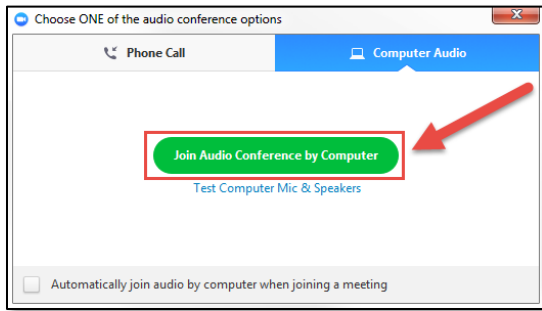 Choose ONE of the audio conference options
Phone Call
Computer Audio
Join Audio Conference by Computer
Test Computer Mic & Speakers
Automatically join audio by computer when joining a meeting